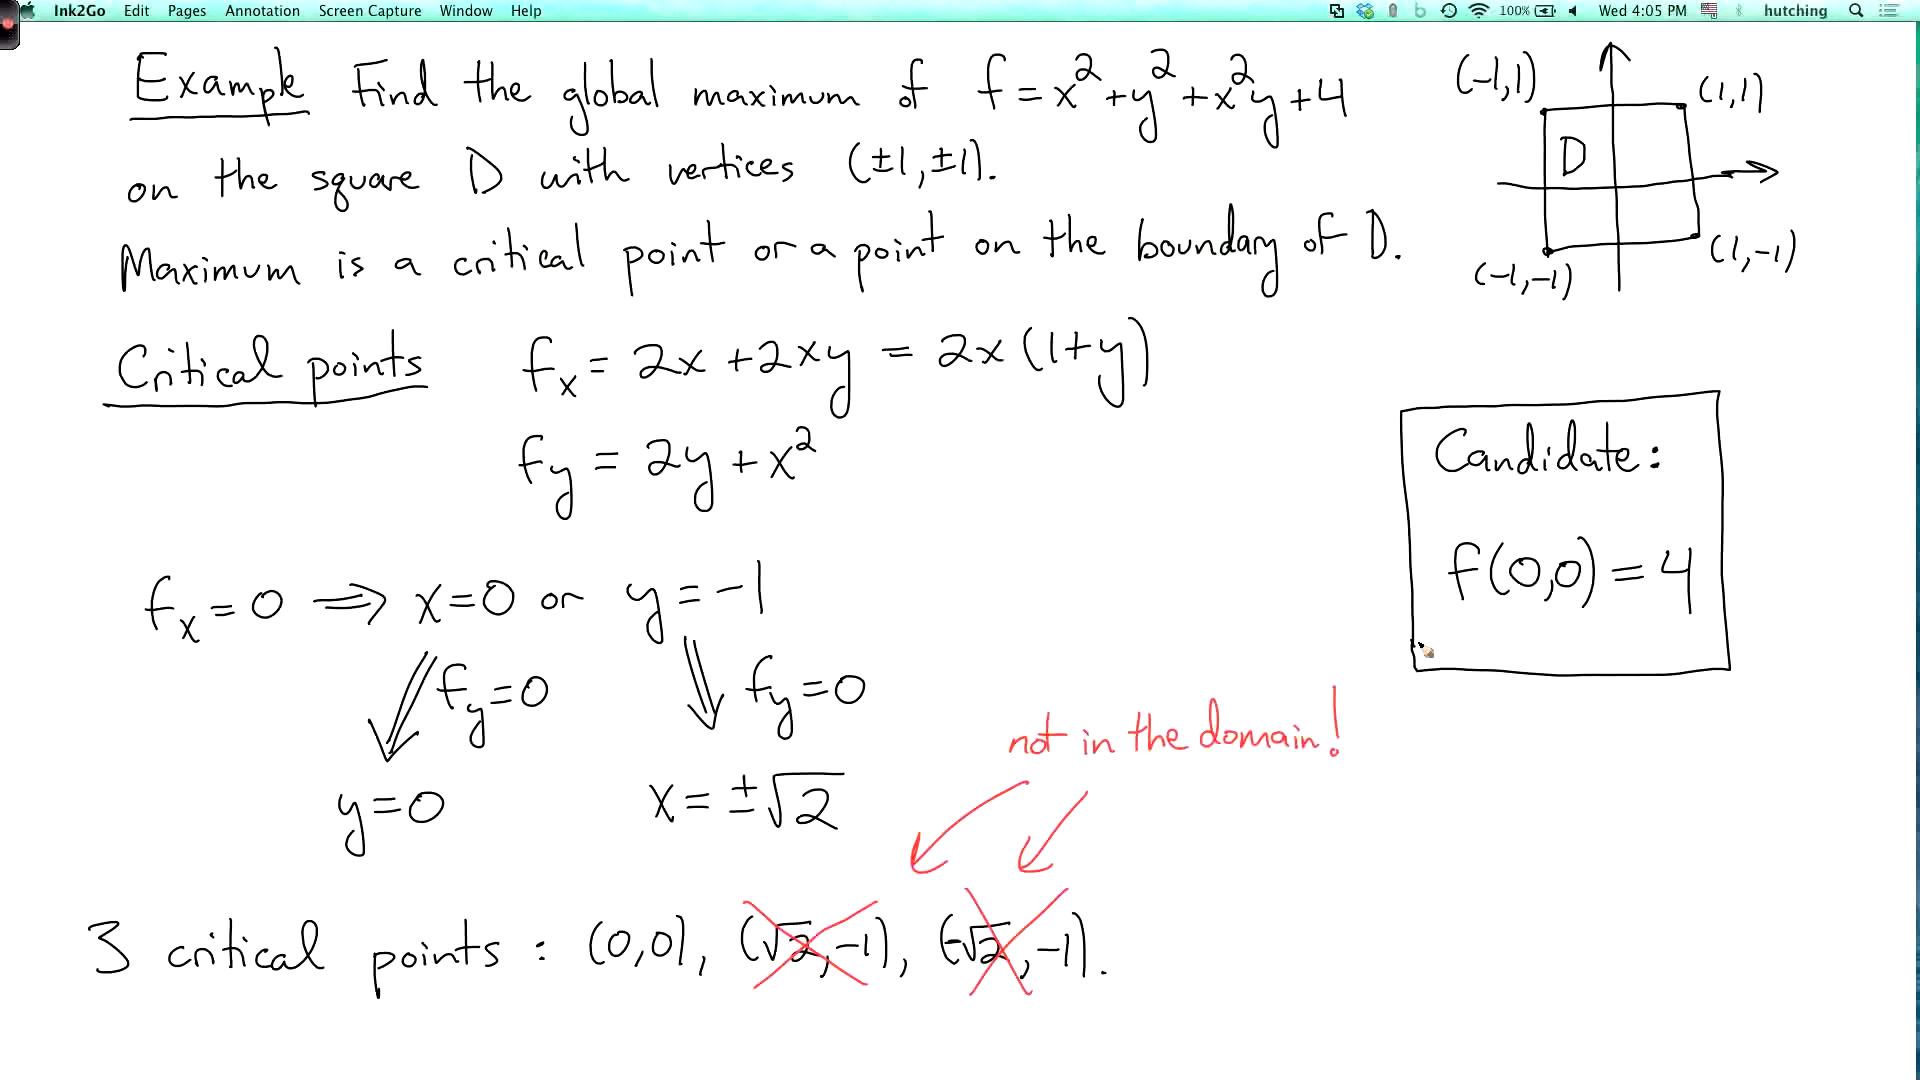 Ink2Go Edit Pages Annotation Screen Capture Window Help 100% Wed 4:05 PM hutching
Example Find the global maximum of f = x² + y² + x²y + 4
on the square D with vertices (±1, ±1).
Maximum is a critical point or a point on the boundary of D.
(-1,1)
(1,1)
D
(-1,-1)
(1,-1)
Critical points fx = 2x + 2xy = 2x(1+y)
fy = 2y + x²
Candidate:
f(0,0) = 4
fx = 0 ⇒ x = 0 or y = -1
fy = 0 fy = 0
not in the domain!
y = 0 x = ±√2
3 critical points : (0,0), (√2, -1), (-√2, -1).